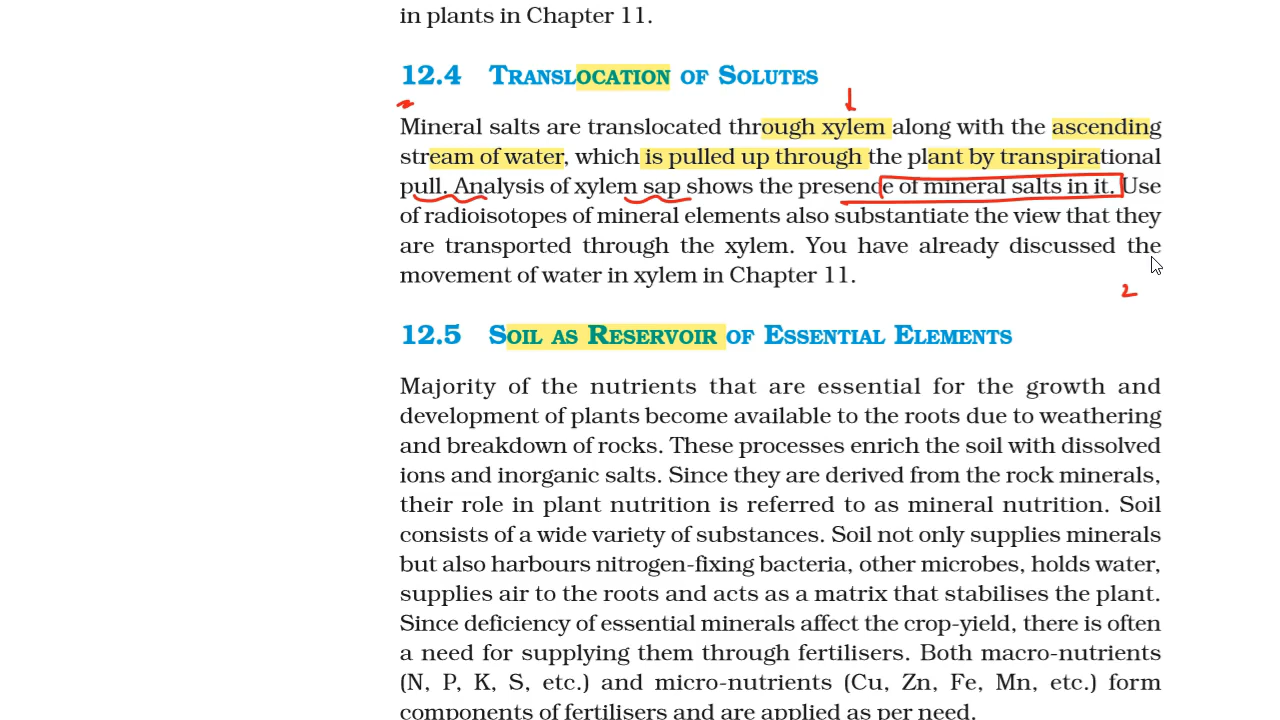 in plants in Chapter 11.
12.4 TRANSLOCATION OF SOLUTES
Mineral salts are translocated through xylem along with the ascending
stream of water, which is pulled up through the plant by transpirational
pull. Analysis of xylem sap shows the presence of mineral salts in it. Use
of radioisotopes of mineral elements also substantiate the view that they
are transported through the xylem. You have already discussed the
movement of water in xylem in Chapter 11.
2
12.5 SOIL AS RESERVOIR OF ESSENTIAL ELEMENTS
Majority of the nutrients that are essential for the growth and
development of plants become available to the roots due to weathering
and breakdown of rocks. These processes enrich the soil with dissolved
ions and inorganic salts. Since they are derived from the rock minerals,
their role in plant nutrition is referred to as mineral nutrition. Soil
consists of a wide variety of substances. Soil not only supplies minerals
but also harbours nitrogen-fixing bacteria, other microbes, holds water,
supplies air to the roots and acts as a matrix that stabilises the plant.
Since deficiency of essential minerals affect the crop-yield, there is often
a need for supplying them through fertilisers. Both macro-nutrients
(N, P, K, S, etc.) and micro-nutrients (Cu, Zn, Fe, Mn, etc.) form
components of fertilisers and are applied as per need.